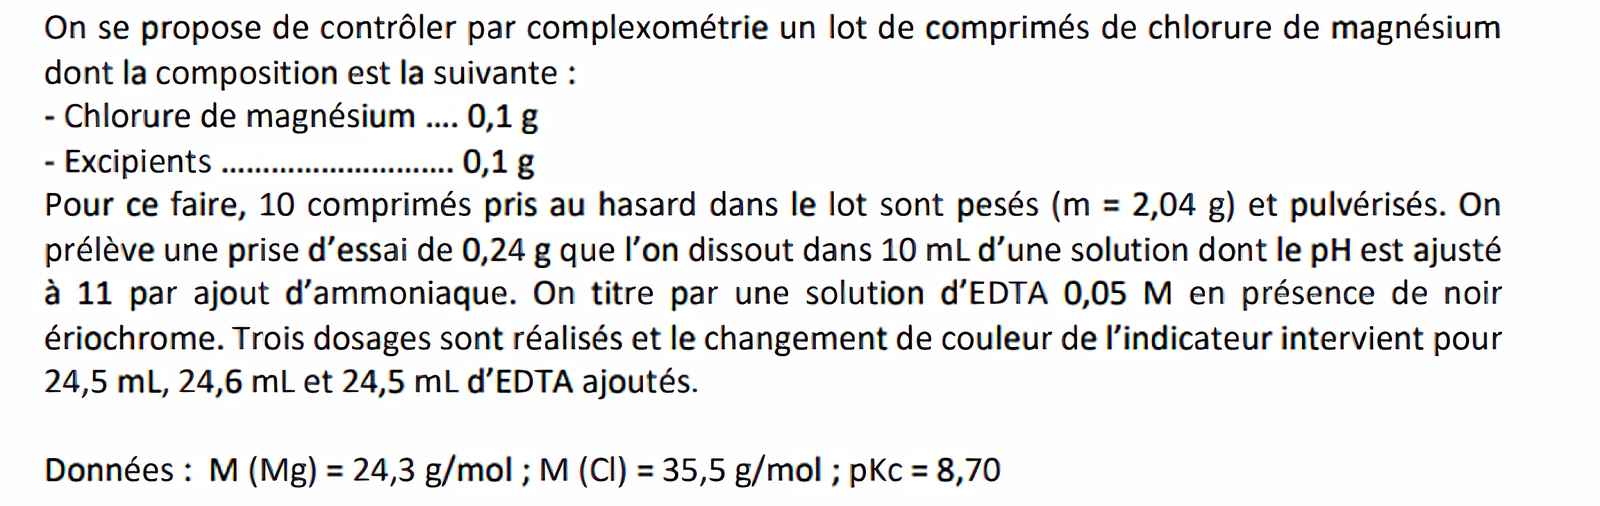 On se propose de contrôler par complexométrie un lot de comprimés de chlorure de magnésium
dont la composition est la suivante :
- Chlorure de magnésium .... 0,1 g
- Excipients ............................ 0,1 g
Pour ce faire, 10 comprimés pris au hasard dans le lot sont pesés (m = 2,04 g) et pulvérisés. On
prélève une prise d’essai de 0,24 g que l’on dissout dans 10 mL d’une solution dont le pH est ajusté
à 11 par ajout d’ammoniaque. On titre par une solution d’EDTA 0,05 M en présence de noir
ériochrome. Trois dosages sont réalisés et le changement de couleur de l’indicateur intervient pour
24,5 mL, 24,6 mL et 24,5 mL d’EDTA ajoutés.
Données : M (Mg) = 24,3 g/mol ; M (Cl) = 35,5 g/mol ; pKc = 8,70